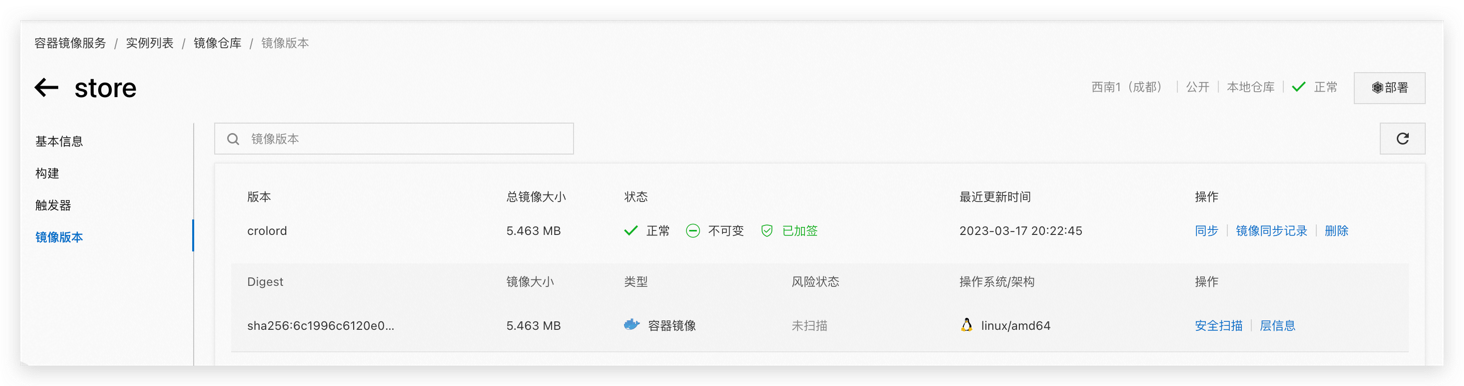 容器镜像服务 / 实例列表 / 镜像仓库 / 镜像版本
store
西南1（成都） 公开 本地仓库 正常 部署
基本信息
构建
触发器
镜像版本
镜像版本
版本 总镜像大小 状态 最近更新时间 操作
crolord 5.463 MB 正常 不可变 已加签 2023-03-17 20:22:45 同步 镜像同步记录 删除
Digest 镜像大小 类型 风险状态 操作系统/架构 操作
sha256:6c1996c6120e0... 5.463 MB 容器镜像 未扫描 linux/amd64 安全扫描 层信息